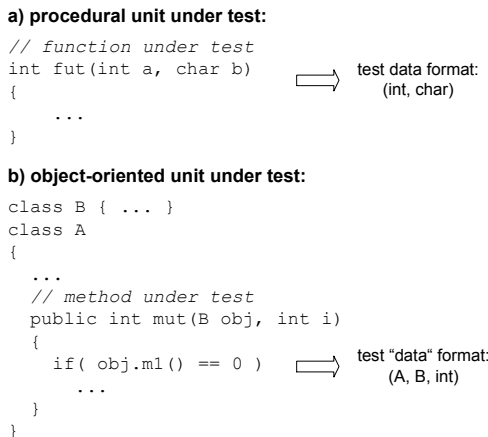 a) procedural unit under test:
// function under test
int fut(int a, char b)
{
...
}
test data format:
(int, char)
b) object-oriented unit under test:
class B { ... }
class A
{
...
// method under test
public int mut(B obj, int i)
{
if( obj.m1() == 0 )
...
}
}
test “data“ format:
(A, B, int)